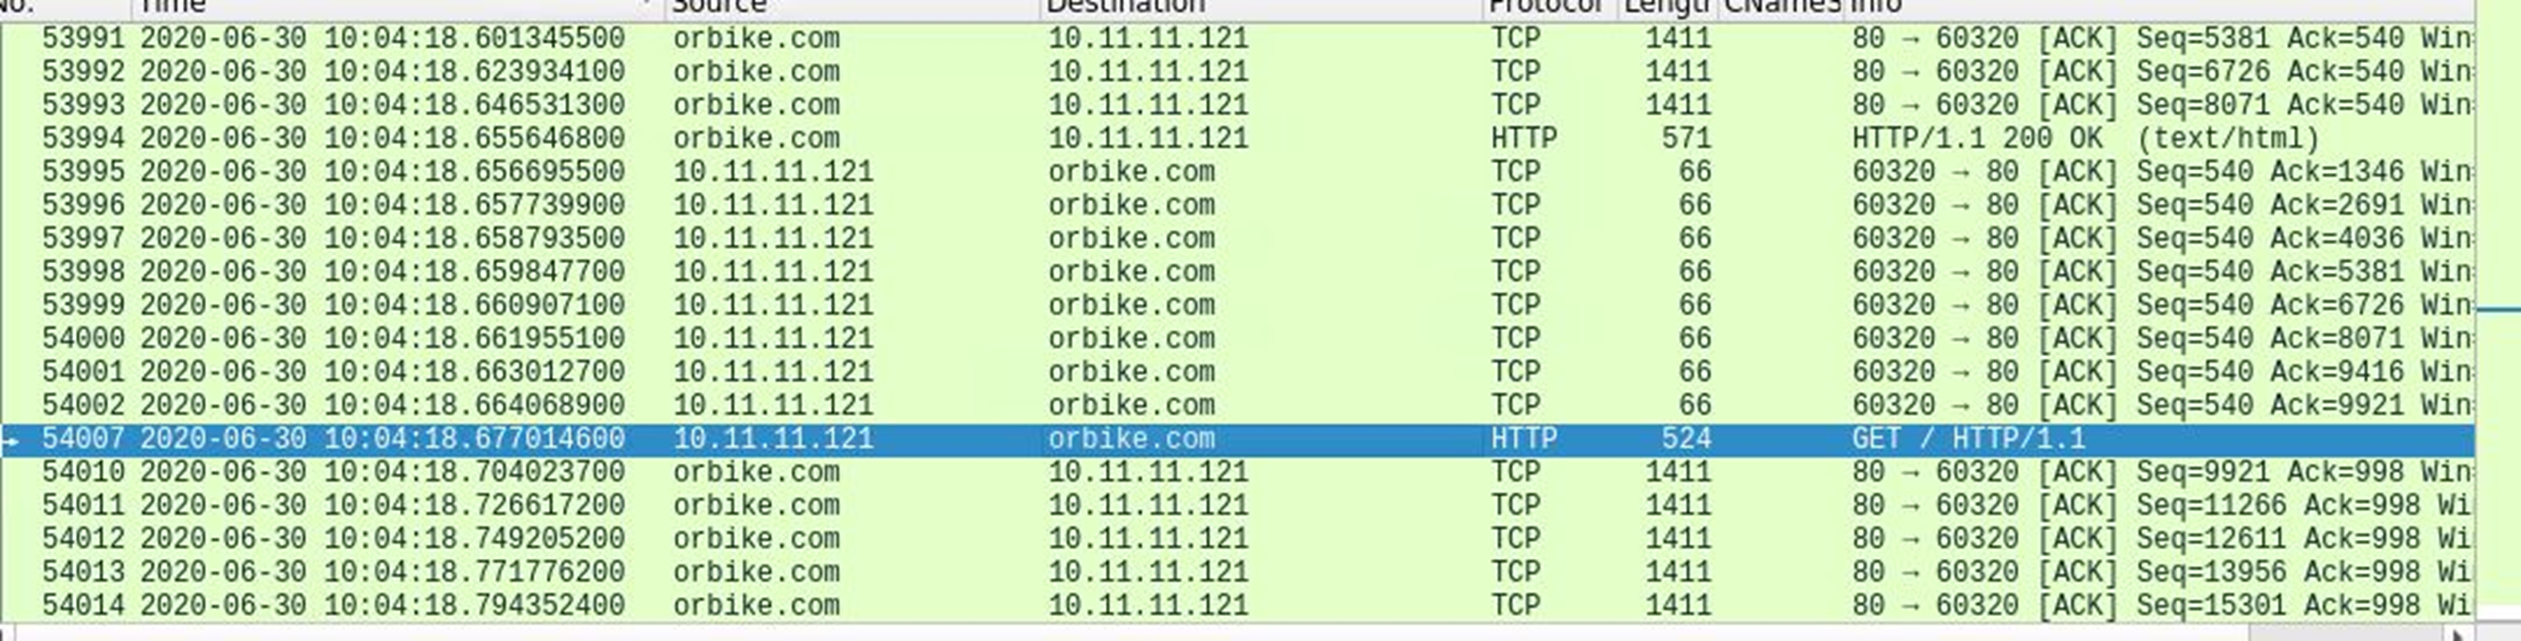 No. Time Source Destination Protocol Length CNameS Info
53991 2020-06-30 10:04:18.601345500 orbike.com 10.11.11.121 TCP 1411 80 → 60320 [ACK] Seq=5381 Ack=540 Win
53992 2020-06-30 10:04:18.623934100 orbike.com 10.11.11.121 TCP 1411 80 → 60320 [ACK] Seq=6726 Ack=540 Win
53993 2020-06-30 10:04:18.646531300 orbike.com 10.11.11.121 TCP 1411 80 → 60320 [ACK] Seq=8071 Ack=540 Win
53994 2020-06-30 10:04:18.655646800 orbike.com 10.11.11.121 HTTP 571 HTTP/1.1 200 OK (text/html)
53995 2020-06-30 10:04:18.656695500 10.11.11.121 orbike.com TCP 66 60320 → 80 [ACK] Seq=540 Ack=1346 Win
53996 2020-06-30 10:04:18.657739900 10.11.11.121 orbike.com TCP 66 60320 → 80 [ACK] Seq=540 Ack=2691 Win
53997 2020-06-30 10:04:18.658793500 10.11.11.121 orbike.com TCP 66 60320 → 80 [ACK] Seq=540 Ack=4036 Win
53998 2020-06-30 10:04:18.659847700 10.11.11.121 orbike.com TCP 66 60320 → 80 [ACK] Seq=540 Ack=5381 Win
53999 2020-06-30 10:04:18.660907100 10.11.11.121 orbike.com TCP 66 60320 → 80 [ACK] Seq=540 Ack=6726 Win
54000 2020-06-30 10:04:18.661955100 10.11.11.121 orbike.com TCP 66 60320 → 80 [ACK] Seq=540 Ack=8071 Win
54001 2020-06-30 10:04:18.663012700 10.11.11.121 orbike.com TCP 66 60320 → 80 [ACK] Seq=540 Ack=9416 Win
54002 2020-06-30 10:04:18.664068900 10.11.11.121 orbike.com TCP 66 60320 → 80 [ACK] Seq=540 Ack=9921 Win
54007 2020-06-30 10:04:18.677014600 10.11.11.121 orbike.com HTTP 524 GET / HTTP/1.1
54010 2020-06-30 10:04:18.704023700 orbike.com 10.11.11.121 TCP 1411 80 → 60320 [ACK] Seq=9921 Ack=998 Win
54011 2020-06-30 10:04:18.726617200 orbike.com 10.11.11.121 TCP 1411 80 → 60320 [ACK] Seq=11266 Ack=998 Wi
54012 2020-06-30 10:04:18.749205200 orbike.com 10.11.11.121 TCP 1411 80 → 60320 [ACK] Seq=12611 Ack=998 Wi
54013 2020-06-30 10:04:18.771776200 orbike.com 10.11.11.121 TCP 1411 80 → 60320 [ACK] Seq=13956 Ack=998 Wi
54014 2020-06-30 10:04:18.794352400 orbike.com 10.11.11.121 TCP 1411 80 → 60320 [ACK] Seq=15301 Ack=998 Wi